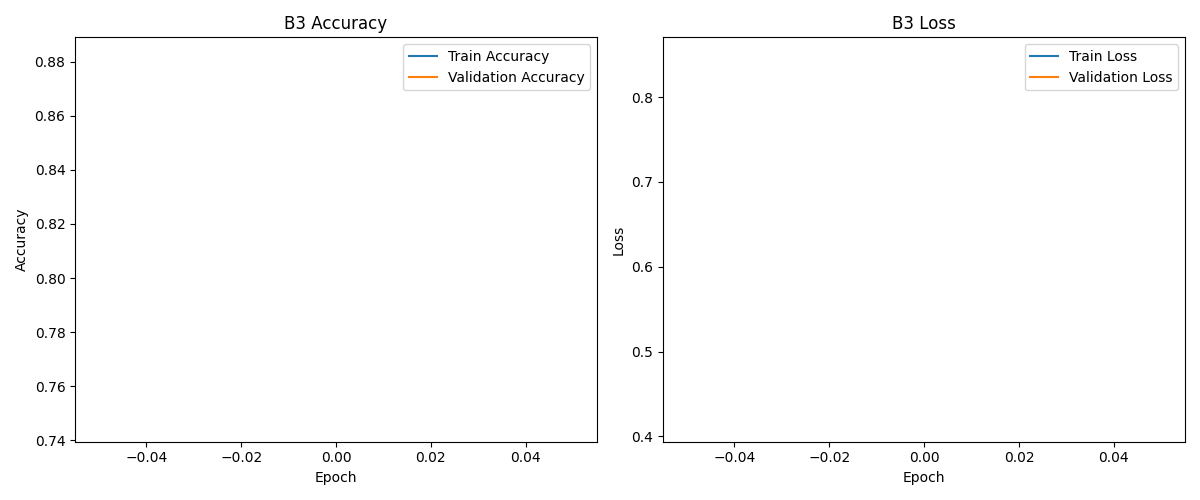 B3 Accuracy
Train Accuracy
Validation Accuracy
0.88
0.86
0.84
0.82
0.80
0.78
0.76
0.74
Accuracy
−0.04 −0.02 0.00 0.02 0.04
Epoch
B3 Loss
Train Loss
Validation Loss
0.8
0.7
0.6
0.5
0.4
Loss
−0.04 −0.02 0.00 0.02 0.04
Epoch